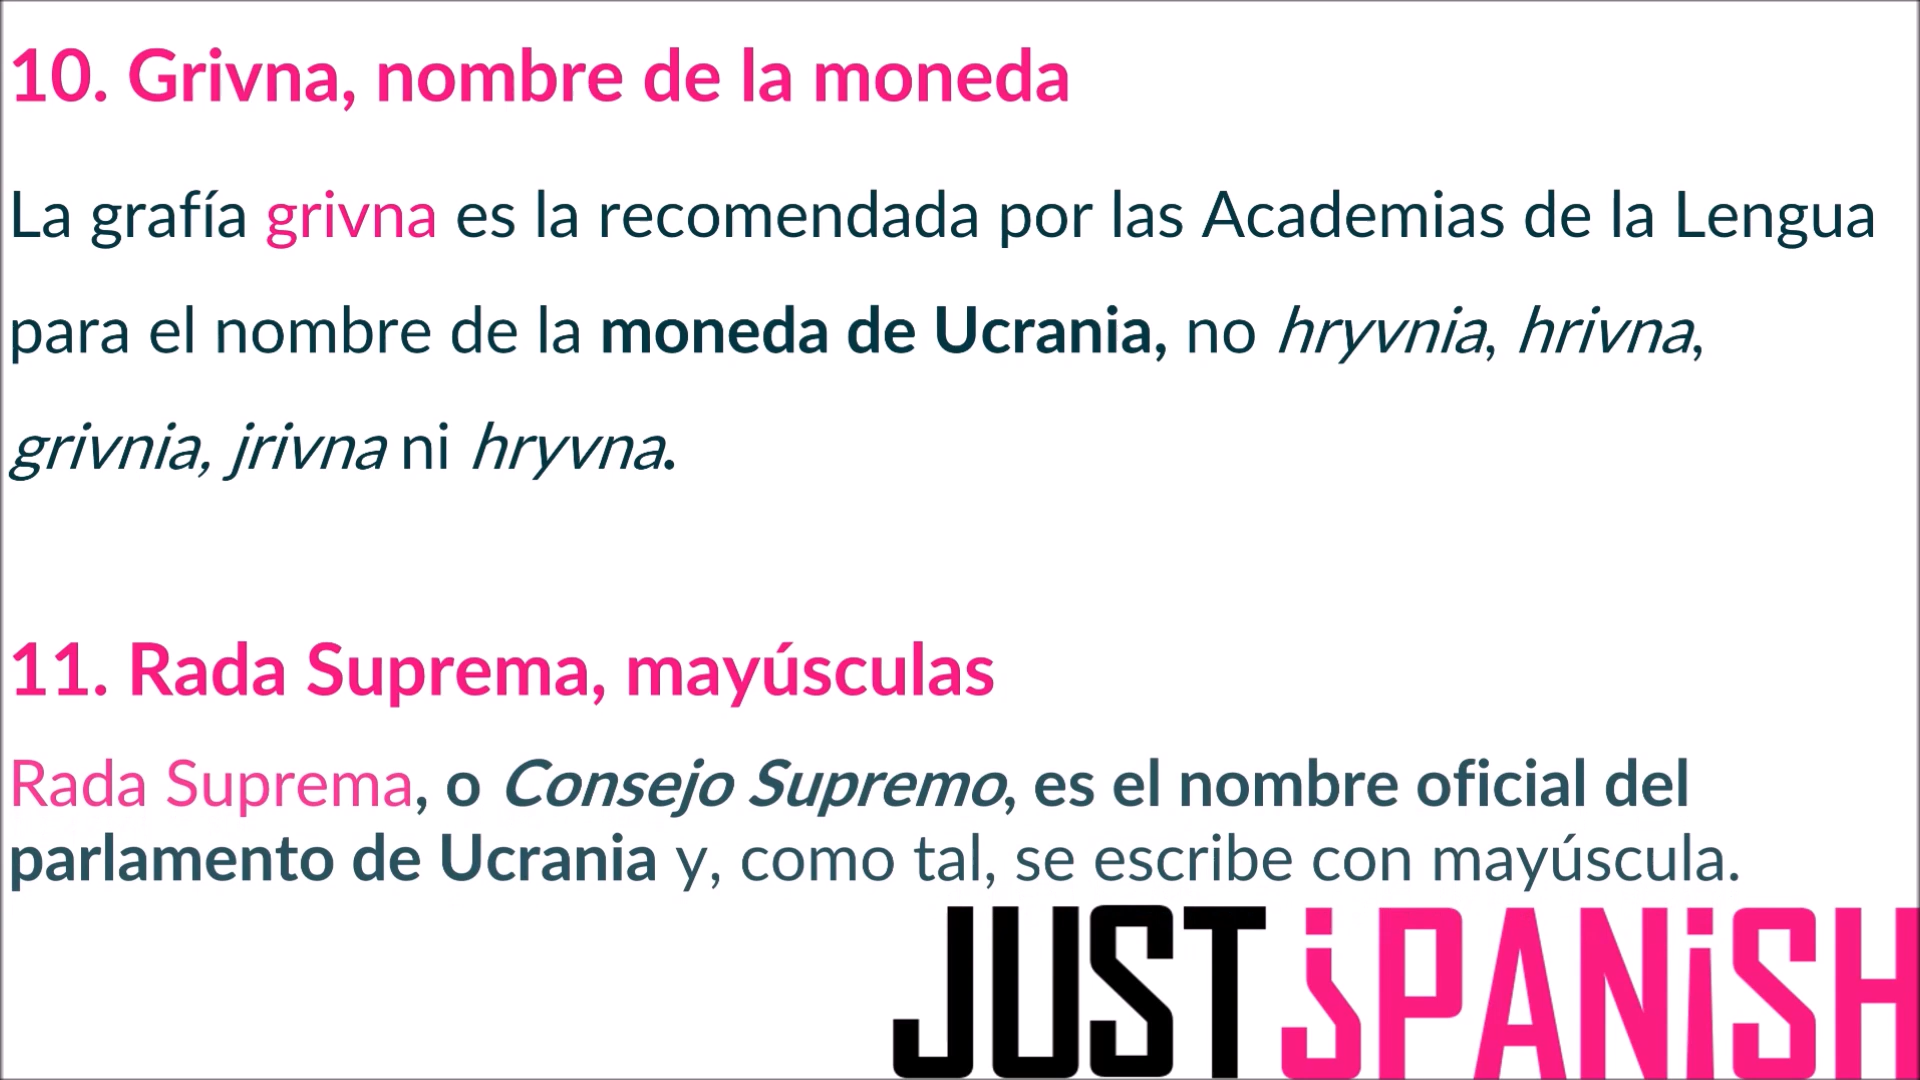 10. Grivna, nombre de la moneda
La grafía grivna es la recomendada por las Academias de la Lengua
para el nombre de la moneda de Ucrania, no hryvnia, hrivna,
grivnia, jrivna ni hryvna.
11. Rada Suprema, mayúsculas
Rada Suprema, o Consejo Supremo, es el nombre oficial del
parlamento de Ucrania y, como tal, se escribe con mayúscula.
JUST SPANiSH